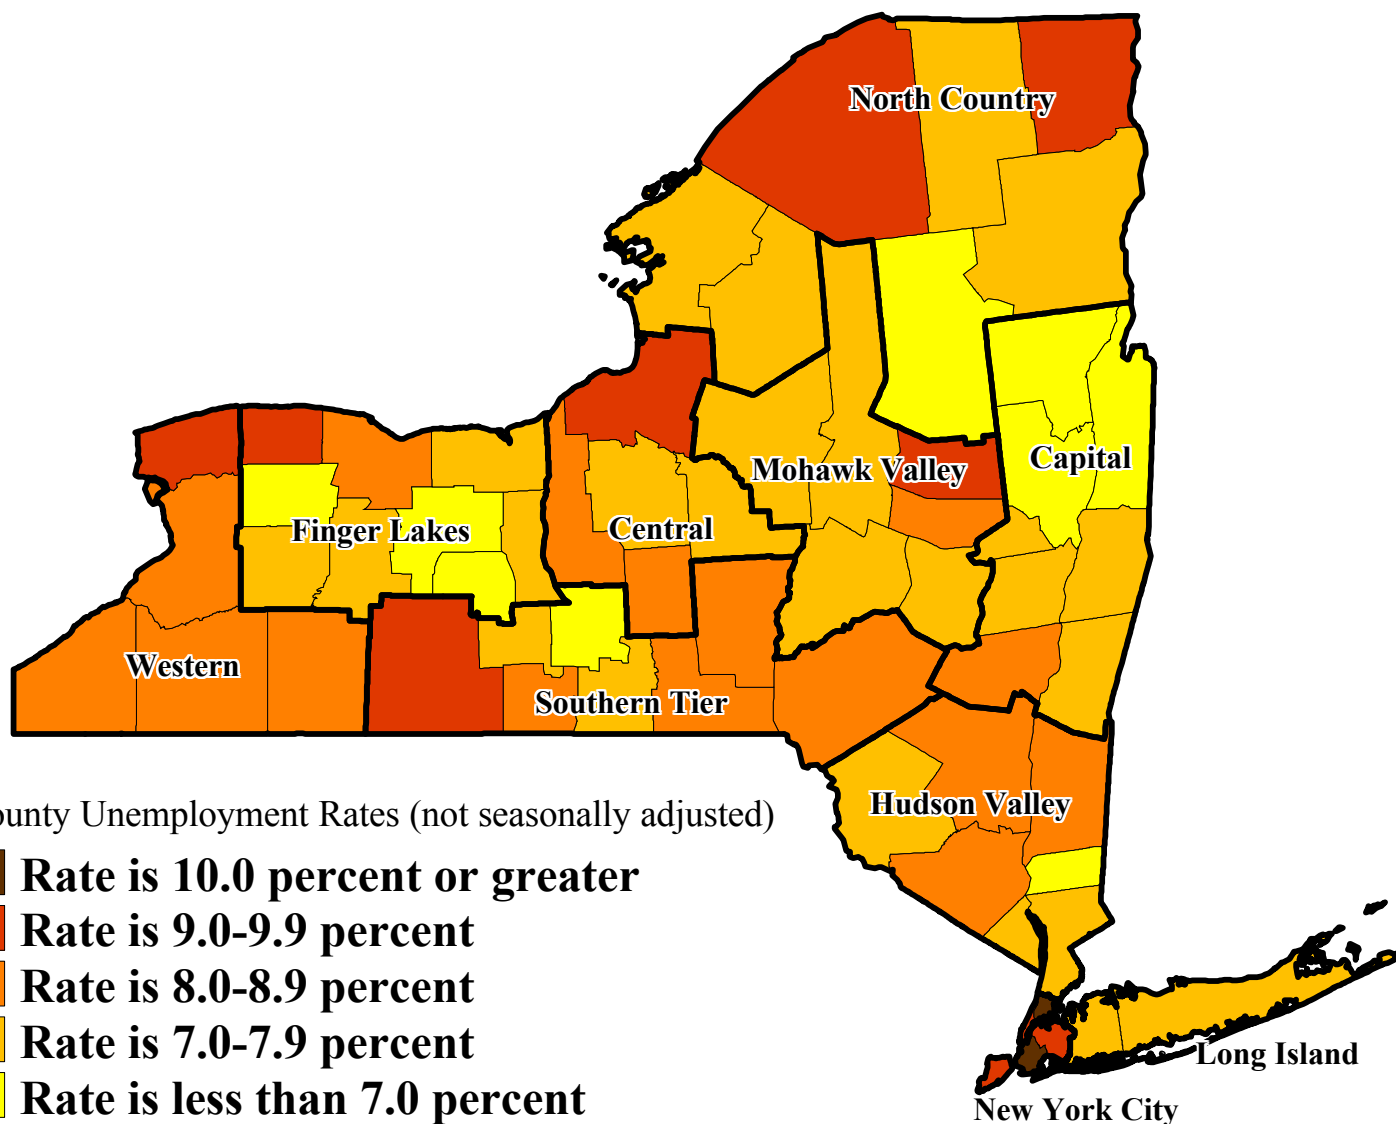 North Country
Mohawk Valley
Capital
Finger Lakes
Central
Western
Southern Tier
Hudson Valley
ounty Unemployment Rates (not seasonally adjusted)
Rate is 10.0 percent or greater
Rate is 9.0-9.9 percent
Rate is 8.0-8.9 percent
Rate is 7.0-7.9 percent
Rate is less than 7.0 percent
Long Island
New York City